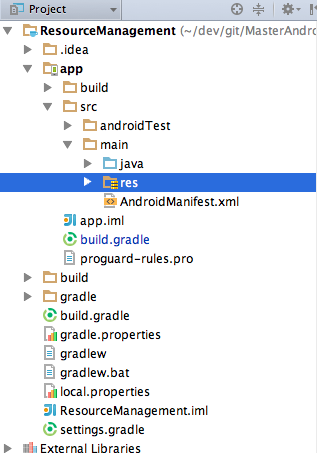 Project
ResourceManagement (~/dev/git/MasterAndro
.idea
app
build
src
androidTest
main
java
res
AndroidManifest.xml
app.iml
build.gradle
proguard-rules.pro
build
gradle
build.gradle
gradle.properties
gradlew
gradlew.bat
local.properties
ResourceManagement.iml
settings.gradle
External Libraries